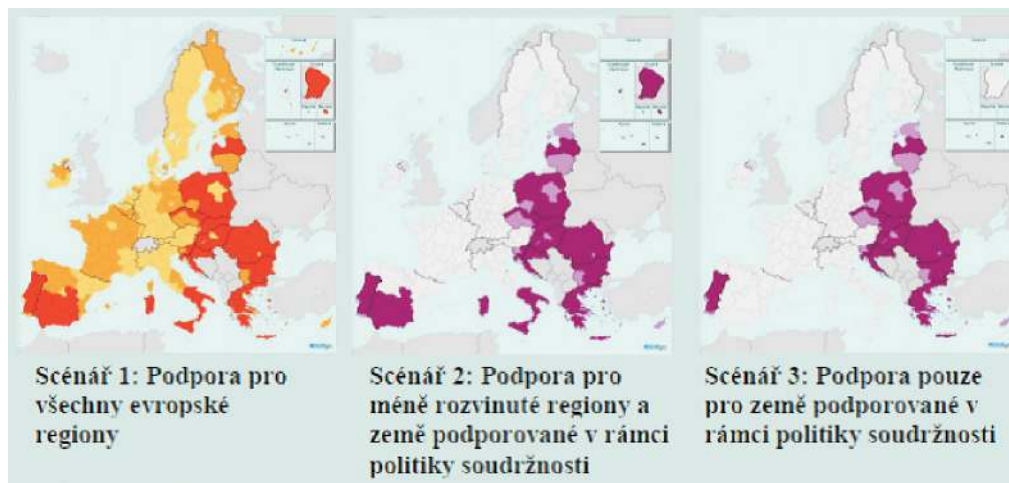 Scénář 1: Podpora pro
všechny evropské
regiony
Scénář 2: Podpora pro
méně rozvinuté regiony a
země podporované v rámci
politiky soudržnosti
Scénář 3: Podpora pouze
pro země podporované v
rámci politiky soudržnosti